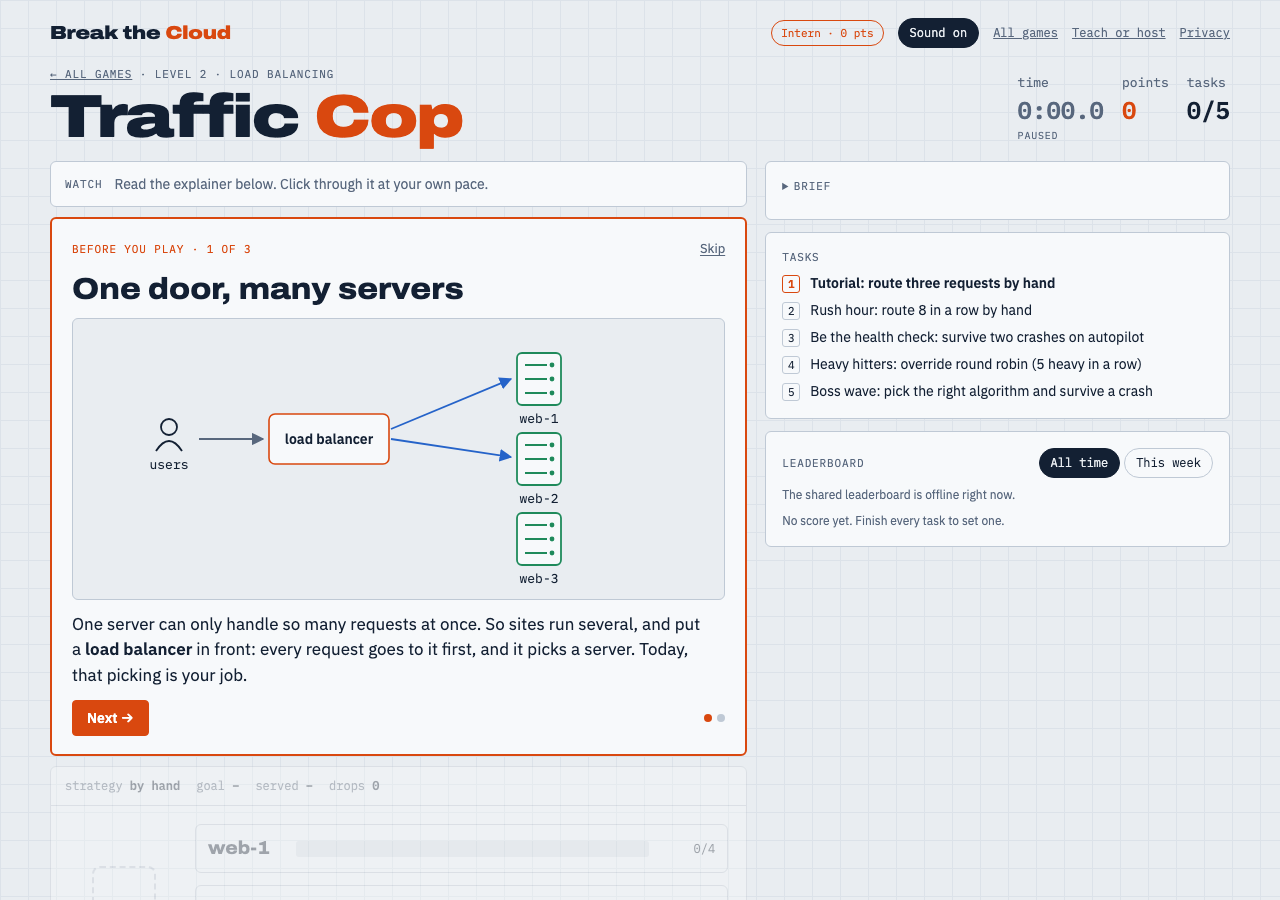 Break the Cloud
Intern · 0 pts
Sound on
All games
Teach or host
Privacy
← ALL GAMES · LEVEL 2 · LOAD BALANCING
Traffic Cop
time
0:00.0
PAUSED
points
0
tasks
0/5
WATCH Read the explainer below. Click through it at your own pace.
BEFORE YOU PLAY · 1 OF 3
Skip
One door, many servers
users
load balancer
web-1
web-2
web-3
One server can only handle so many requests at once. So sites run several, and put
a load balancer in front: every request goes to it first, and it picks a server. Today,
that picking is your job.
Next →
strategy by hand goal – served – drops 0
web-1
0/4
BRIEF
TASKS
1 Tutorial: route three requests by hand
2 Rush hour: route 8 in a row by hand
3 Be the health check: survive two crashes on autopilot
4 Heavy hitters: override round robin (5 heavy in a row)
5 Boss wave: pick the right algorithm and survive a crash
LEADERBOARD
All time
This week
The shared leaderboard is offline right now.
No score yet. Finish every task to set one.